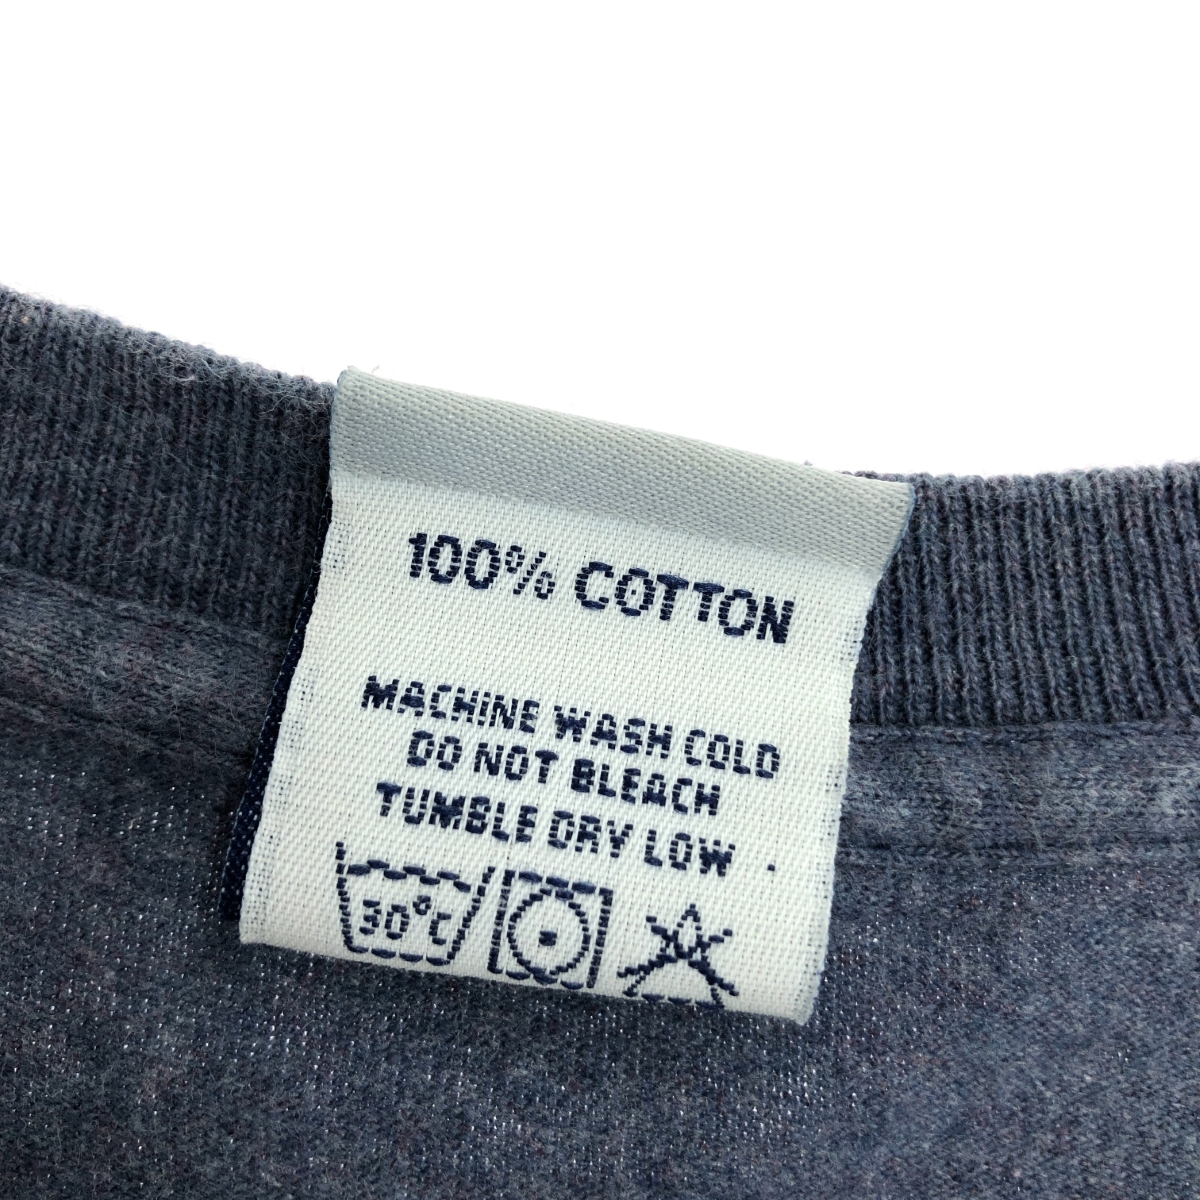 100% COTTON
MACHINE WASH COLD
DO NOT BLEACH
TUMBLE DRY LOW
30°C